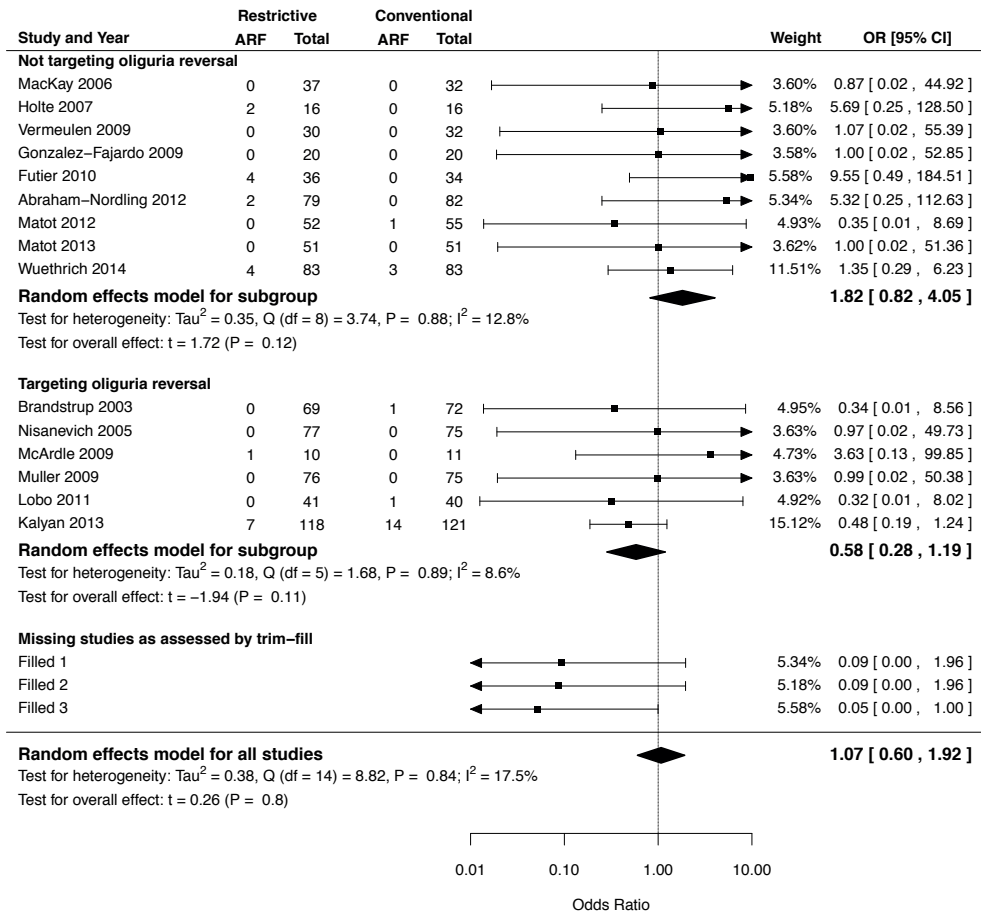 Restrictive Conventional
Study and Year ARF Total ARF Total Weight OR [95% CI]
Not targeting oliguria reversal
MacKay 2006 0 37 0 32 3.60% 0.87 [ 0.02 , 44.92 ]
Holte 2007 2 16 0 16 5.18% 5.69 [ 0.25 , 128.50 ]
Vermeulen 2009 0 30 0 32 3.60% 1.07 [ 0.02 , 55.39 ]
Gonzalez−Fajardo 2009 0 20 0 20 3.58% 1.00 [ 0.02 , 52.85 ]
Futier 2010 4 36 0 34 5.58% 9.55 [ 0.49 , 184.51 ]
Abraham−Nordling 2012 2 79 0 82 5.34% 5.32 [ 0.25 , 112.63 ]
Matot 2012 0 52 1 55 4.93% 0.35 [ 0.01 , 8.69 ]
Matot 2013 0 51 0 51 3.62% 1.00 [ 0.02 , 51.36 ]
Wuethrich 2014 4 83 3 83 11.51% 1.35 [ 0.29 , 6.23 ]
Random effects model for subgroup 1.82 [ 0.82 , 4.05 ]
Test for heterogeneity: Tau² = 0.35, Q (df = 8) = 3.74, P = 0.88; I² = 12.8%
Test for overall effect: t = 1.72 (P = 0.12)
Targeting oliguria reversal
Brandstrup 2003 0 69 1 72 4.95% 0.34 [ 0.01 , 8.56 ]
Nisanevich 2005 0 77 0 75 3.63% 0.97 [ 0.02 , 49.73 ]
McArdle 2009 1 10 0 11 4.73% 3.63 [ 0.13 , 99.85 ]
Muller 2009 0 76 0 75 3.63% 0.99 [ 0.02 , 50.38 ]
Lobo 2011 0 41 1 40 4.92% 0.32 [ 0.01 , 8.02 ]
Kalyan 2013 7 118 14 121 15.12% 0.48 [ 0.19 , 1.24 ]
Random effects model for subgroup 0.58 [ 0.28 , 1.19 ]
Test for heterogeneity: Tau² = 0.18, Q (df = 5) = 1.68, P = 0.89; I² = 8.6%
Test for overall effect: t = −1.94 (P = 0.11)
Missing studies as assessed by trim−fill
Filled 1 5.34% 0.09 [ 0.00 , 1.96 ]
Filled 2 5.18% 0.09 [ 0.00 , 1.96 ]
Filled 3 5.58% 0.05 [ 0.00 , 1.00 ]
Random effects model for all studies 1.07 [ 0.60 , 1.92 ]
Test for heterogeneity: Tau² = 0.38, Q (df = 14) = 8.82, P = 0.84; I² = 17.5%
Test for overall effect: t = 0.26 (P = 0.8)
0.01 0.10 1.00 10.00
Odds Ratio